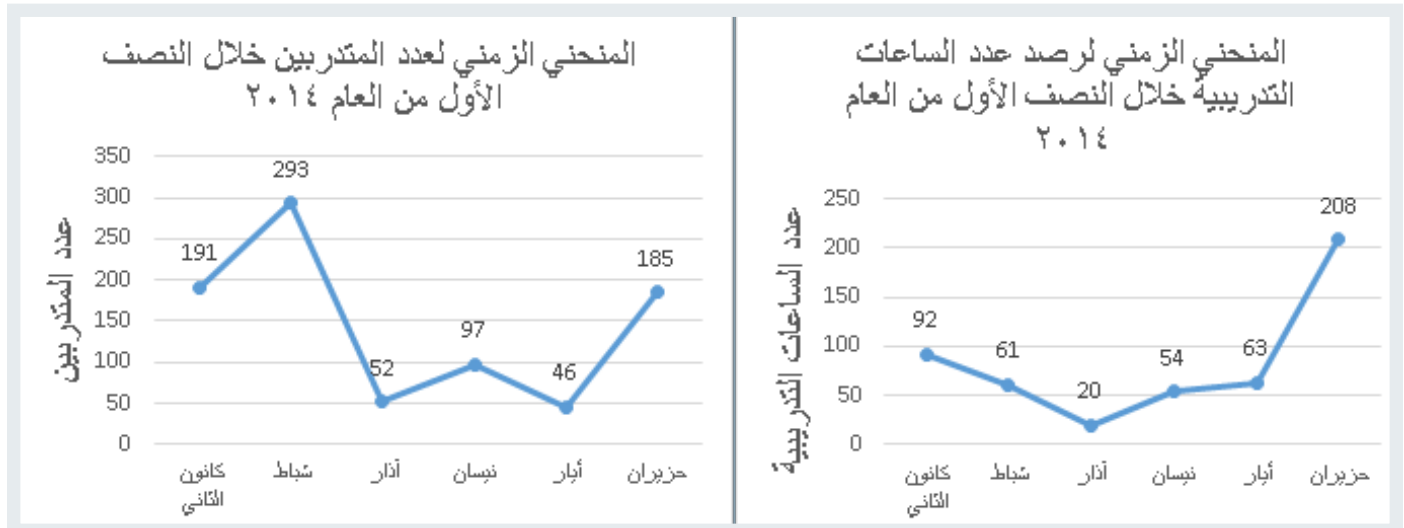 المنحني الزمني لرصد عدد الساعات
التدريبية خلال النصف الأول من العام
٢٠١٤
250
200
150
100
50
0
عدد الساعات التدريبية
92
61
20
54
63
208
كانون
الثاني
شباط
آذار
نيسان
أيار
حزيران
المنحني الزمني لعدد المتدربين خلال النصف
الأول من العام ٢٠١٤
350
300
250
200
150
100
50
0
عدد المتدربين
191
293
52
97
46
185
كانون
الثاني
شباط
آذار
نيسان
أيار
حزيران